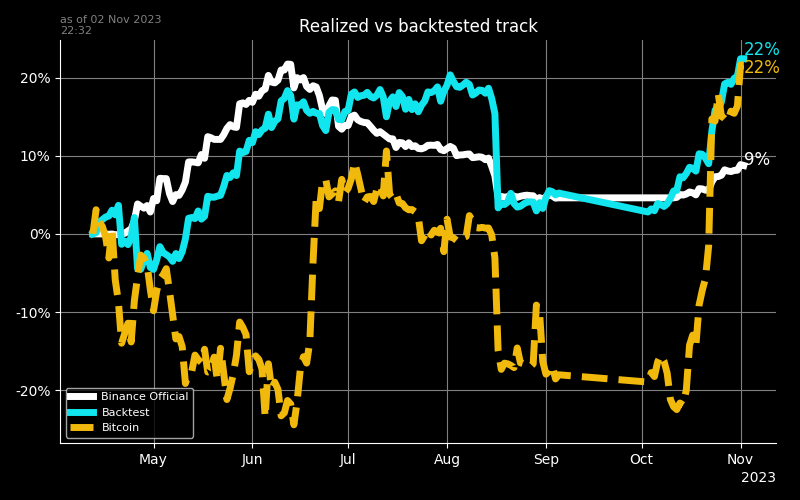 as of 02 Nov 2023
22:32
Realized vs backtested track
22%
22%
20%
10%
9%
0%
-10%
-20%
Binance Official
Backtest
Bitcoin
May Jun Jul Aug Sep Oct Nov
2023